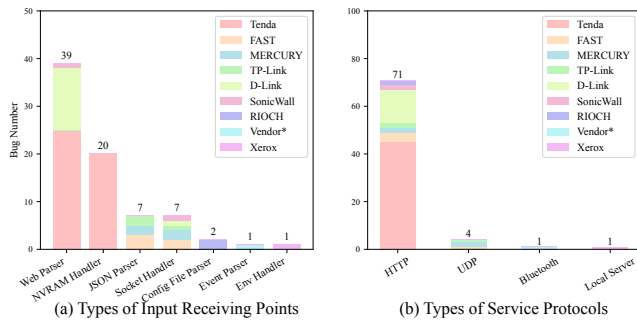 50
40
30
20
10
0
Bug Number
39
20
7
7
2
1
1
Tenda
FAST
MERCURY
TP-Link
D-Link
SonicWall
RIOCH
Vendor*
Xerox
Web Parser
NVRAM Handler
JSON Parser
Socket Handler
Config File Parser
Event Parser
Env Handler
(a) Types of Input Receiving Points
100
80
60
40
20
0
71
4
1
1
Tenda
FAST
MERCURY
TP-Link
D-Link
SonicWall
RIOCH
Vendor*
Xerox
HTTP
UDP
Bluetooth
Local Server
(b) Types of Service Protocols